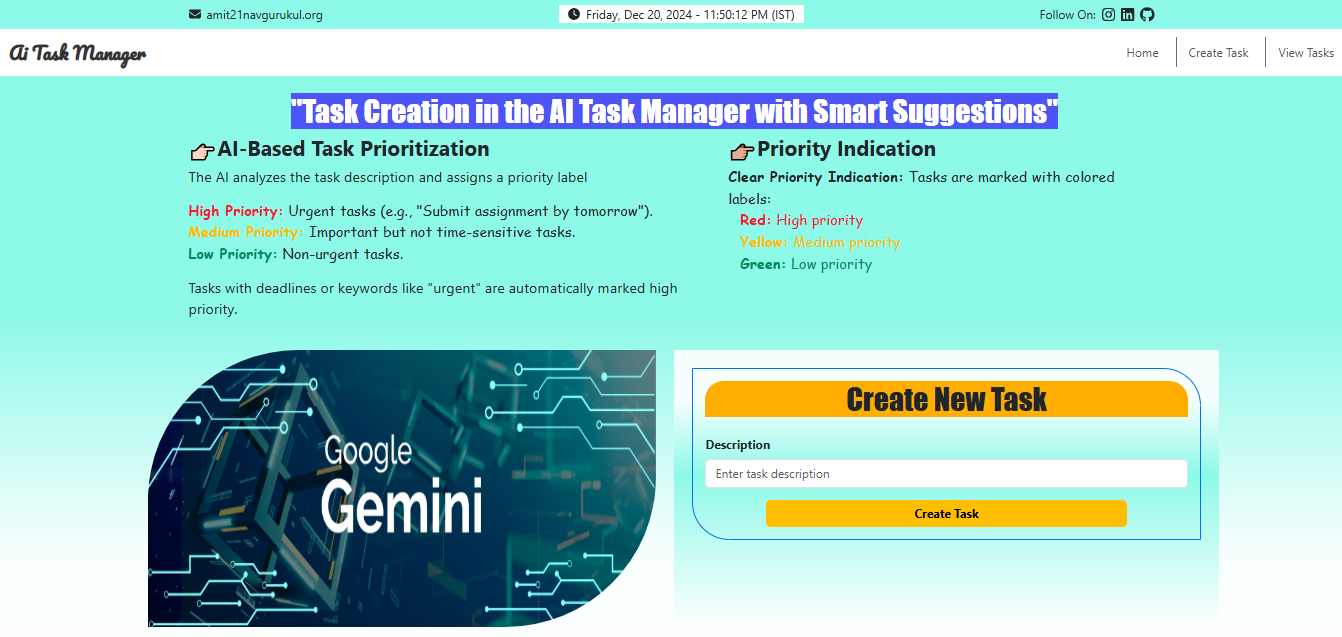 amit21navgurukul.org
Friday, Dec 20, 2024 - 11:50:12 PM (IST)
Follow On:
Ai Task Manager
Home
Create Task
View Tasks
"Task Creation in the AI Task Manager with Smart Suggestions"
AI-Based Task Prioritization
The AI analyzes the task description and assigns a priority label
High Priority: Urgent tasks (e.g., "Submit assignment by tomorrow").
Medium Priority: Important but not time-sensitive tasks.
Low Priority: Non-urgent tasks.
Tasks with deadlines or keywords like "urgent" are automatically marked high
priority.
Priority Indication
Clear Priority Indication: Tasks are marked with colored
labels:
Red: High priority
Yellow: Medium priority
Green: Low priority
Google
Gemini
Create New Task
Description
Enter task description
Create Task